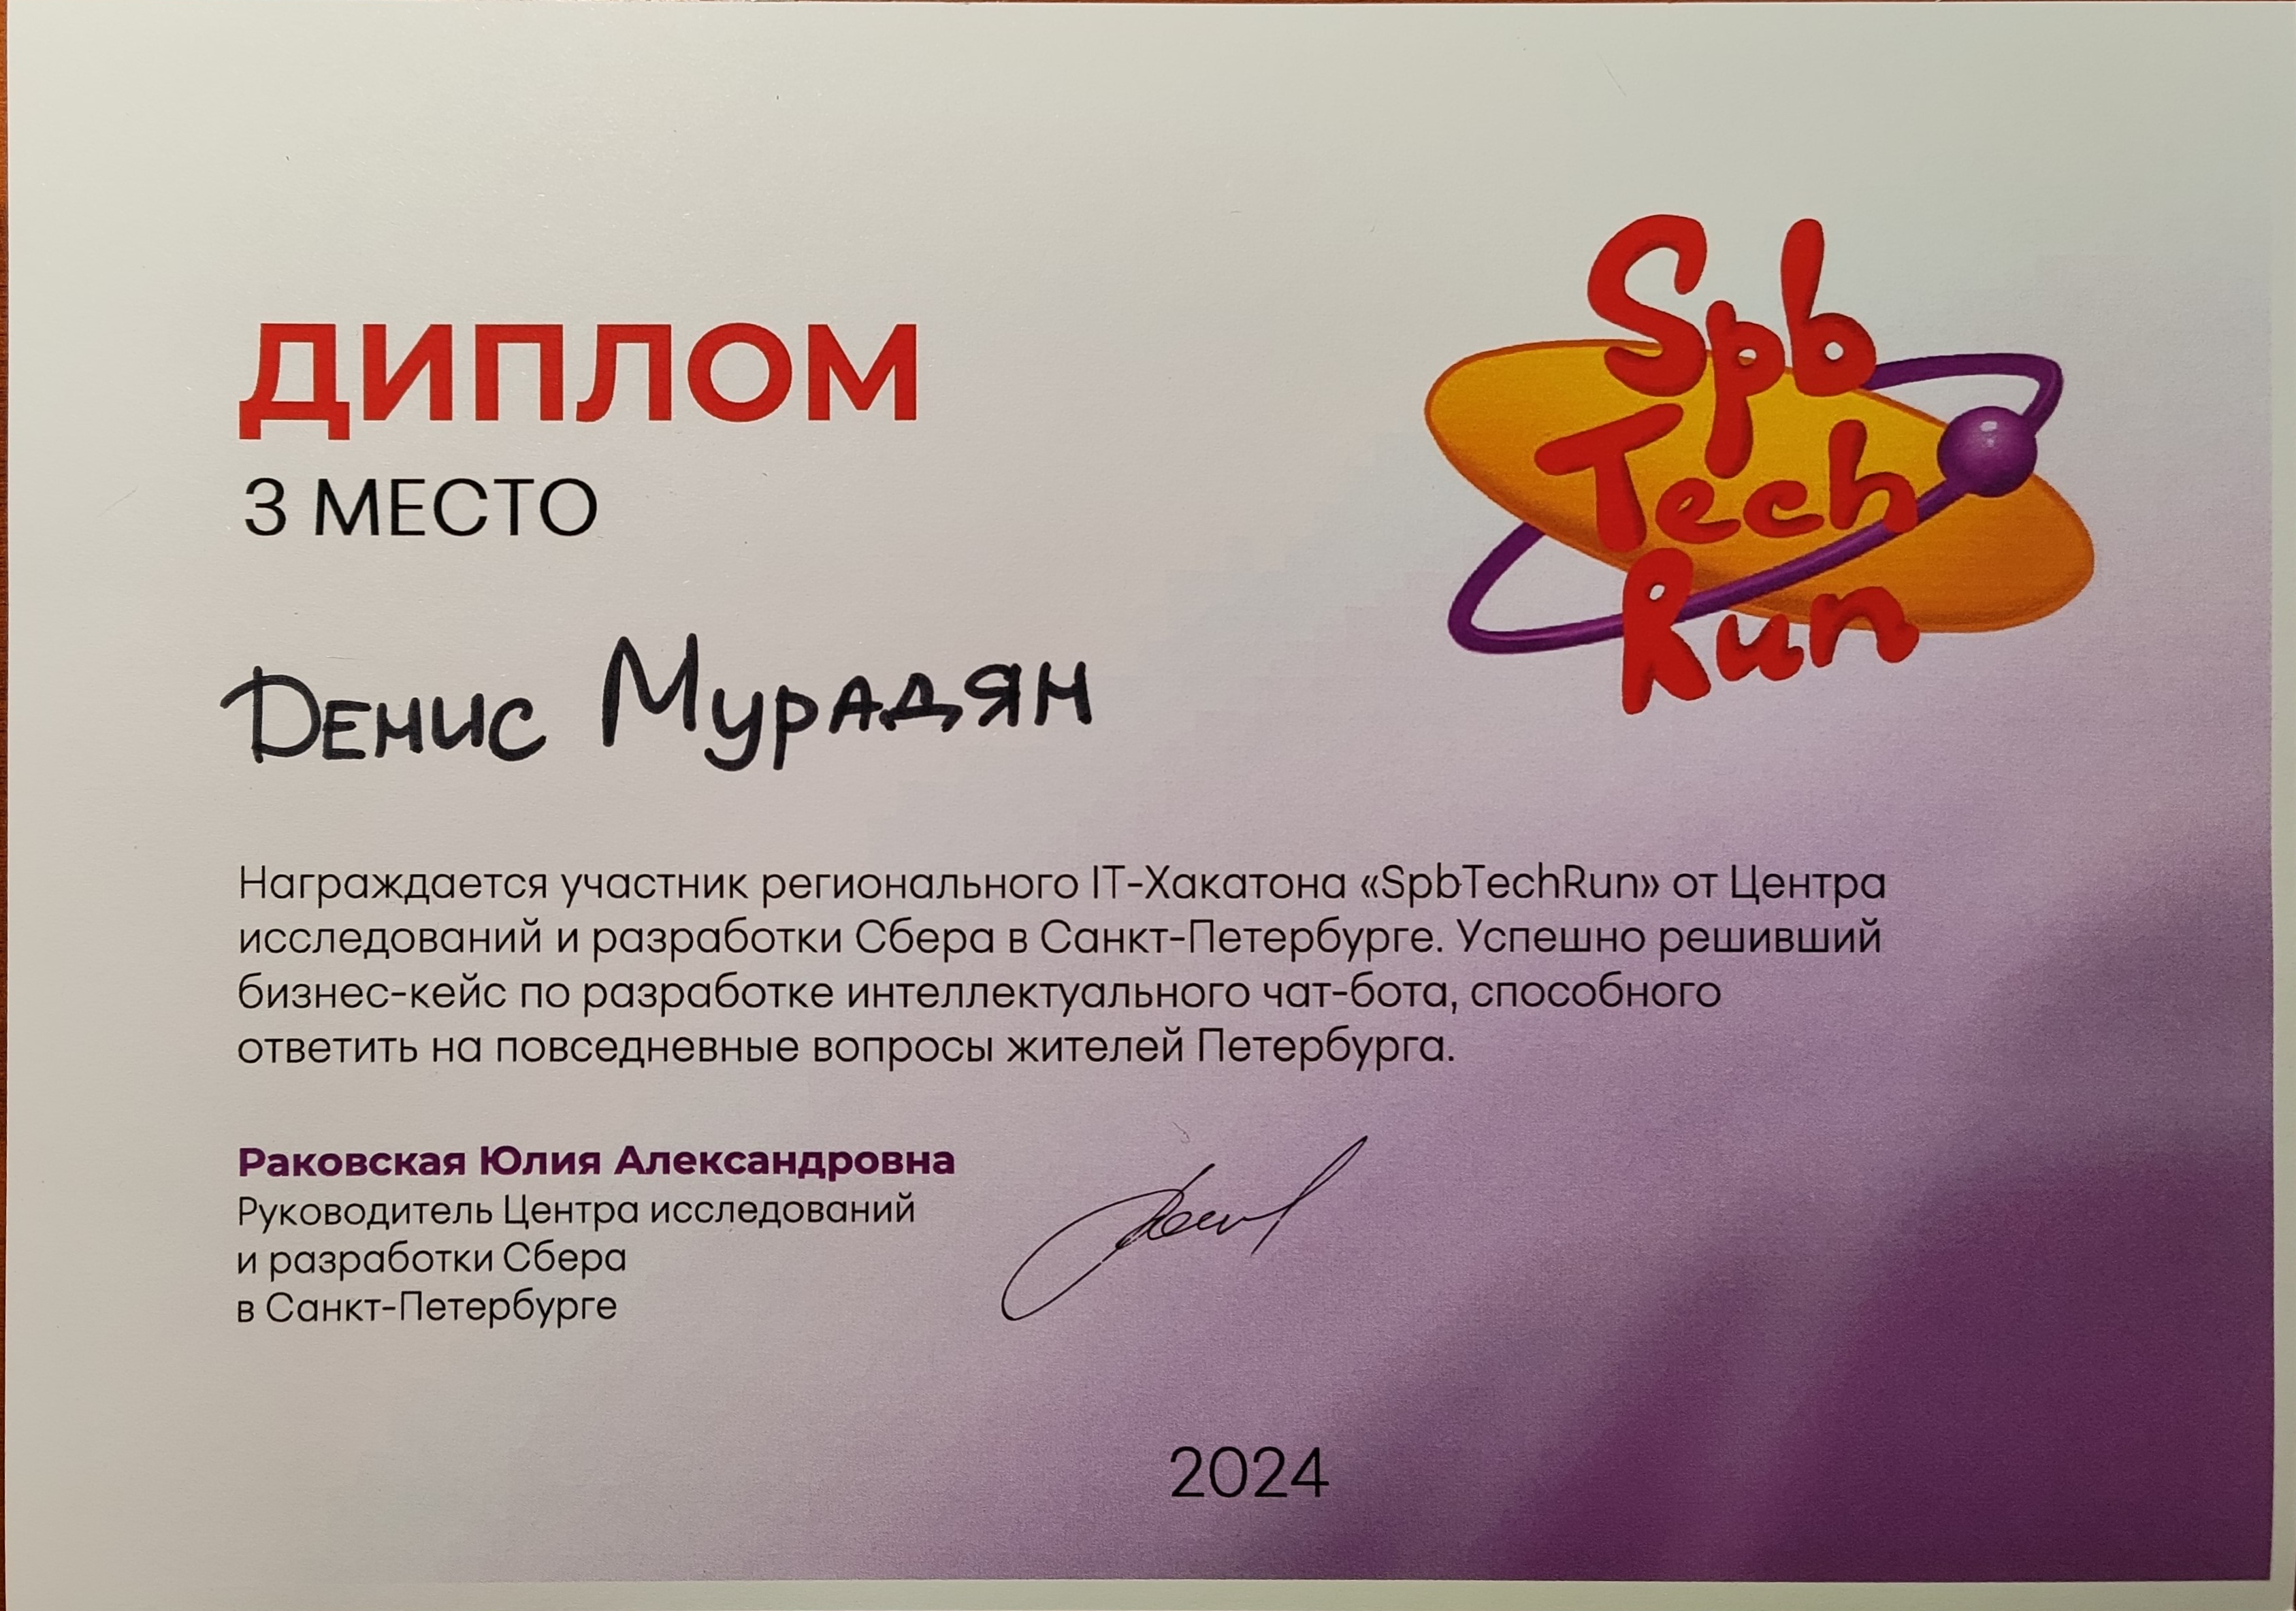 ДИПЛОМ
3 МЕСТО
Spb
Tech
Run
Денис Мурадян
Награждается участник регионального IT-Хакатона «SpbTechRun» от Центра
исследований и разработки Сбера в Санкт-Петербурге. Успешно решивший
бизнес-кейс по разработке интеллектуального чат-бота, способного
ответить на повседневные вопросы жителей Петербурга.
Раковская Юлия Александровна
Руководитель Центра исследований
и разработки Сбера
в Санкт-Петербурге
2024